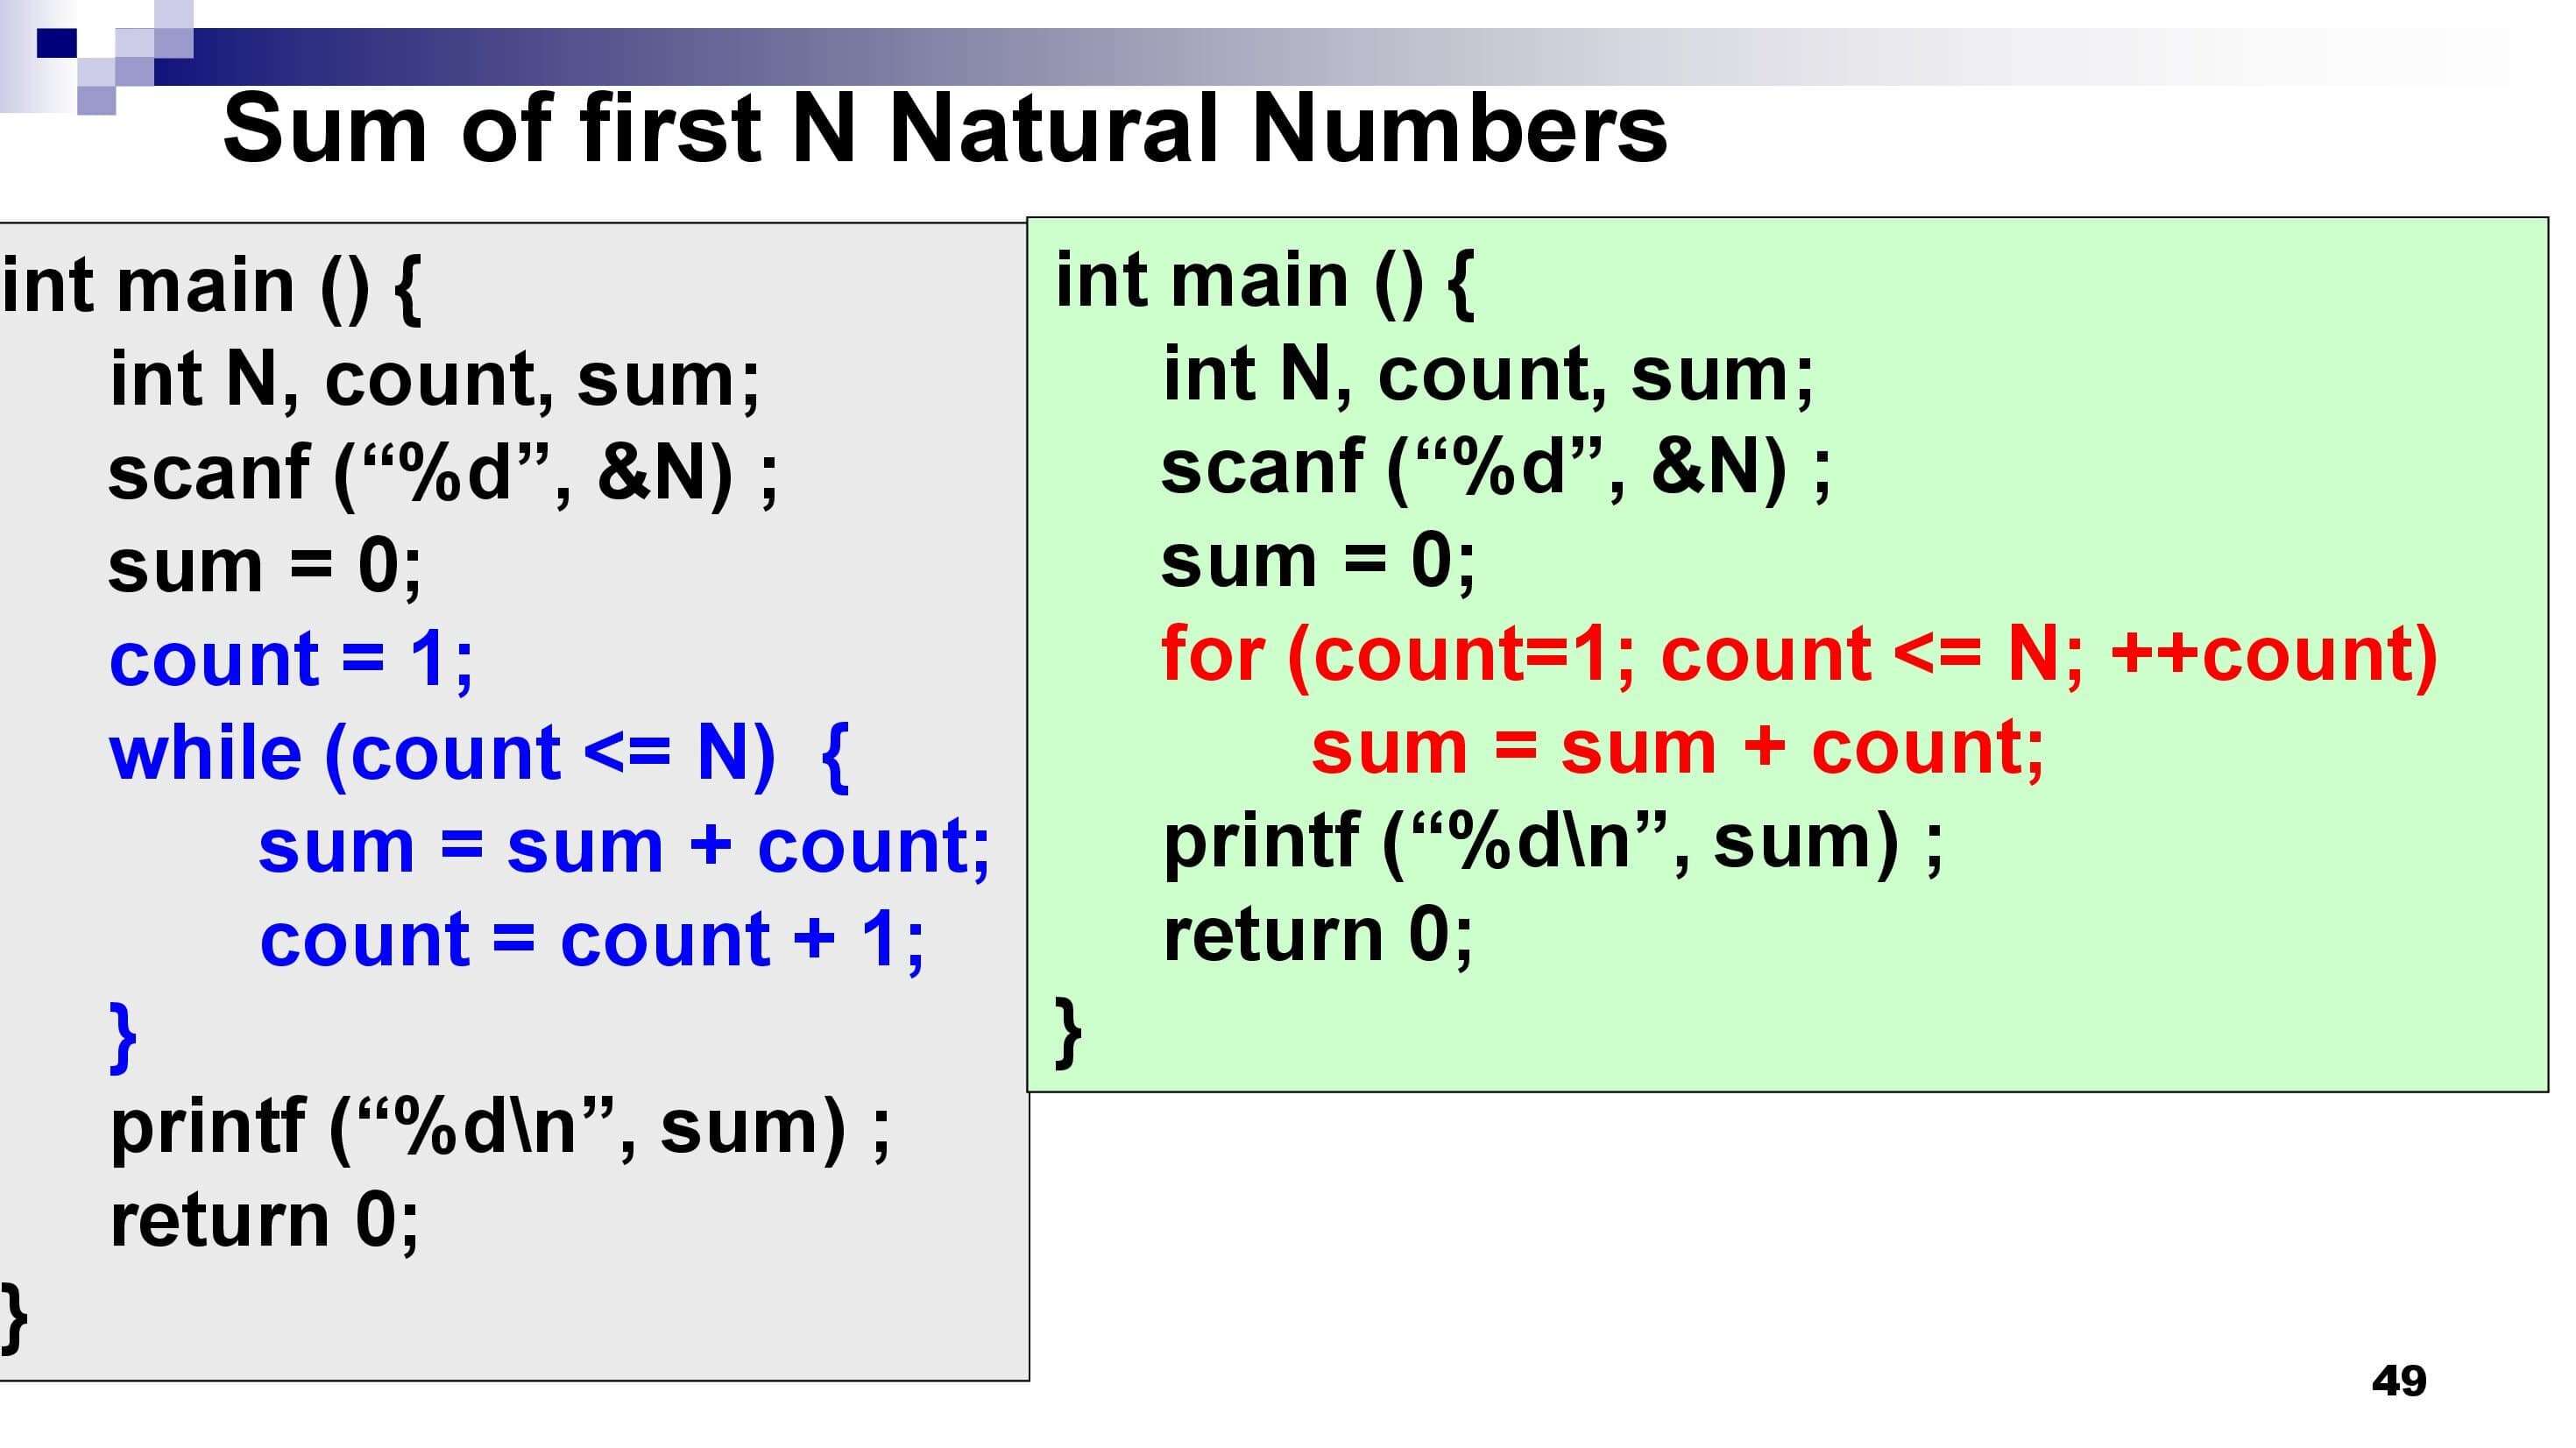 Sum of first N Natural Numbers
int main () {
int N, count, sum;
scanf (“%d”, &N) ;
sum = 0;
count = 1;
while (count <= N)  {
sum = sum + count;
count = count + 1;
}
printf (“%d\n”, sum) ;
return 0;
}
int main () {
int N, count, sum;
scanf (“%d”, &N) ;
sum = 0;
for (count=1; count <= N; ++count)
sum = sum + count;
printf (“%d\n”, sum) ;
return 0;
}
49